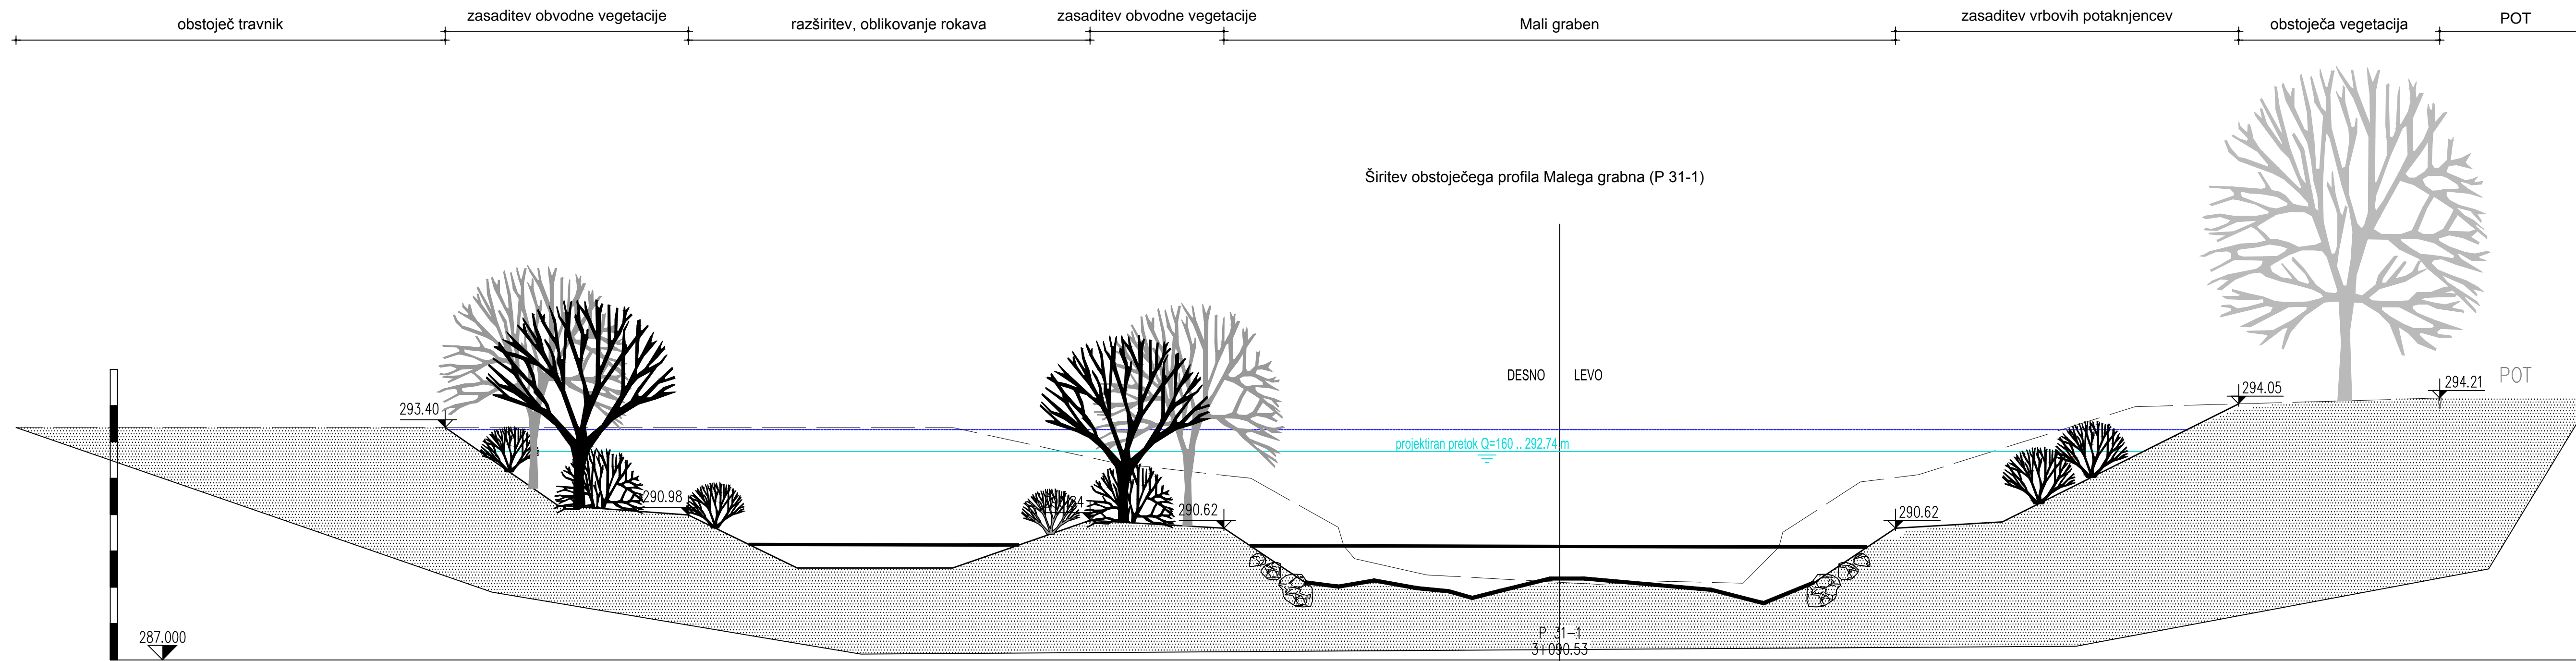 obstoječ travnik
zasaditev obvodne vegetacije
razširitev, oblikovanje rokava
zasaditev obvodne vegetacije
Mali graben
zasaditev vrbovih potaknjencev
obstoječa vegetacija
POT
Širitev obstoječega profila Malega grabna (P 31-1)
DESNO
LEVO
294.05
294.21
POT
293.40
projektiran pretok Q=160 .. 292.74 m
290.98
290.62
290.62
287.000
P 31-1
3+090.53